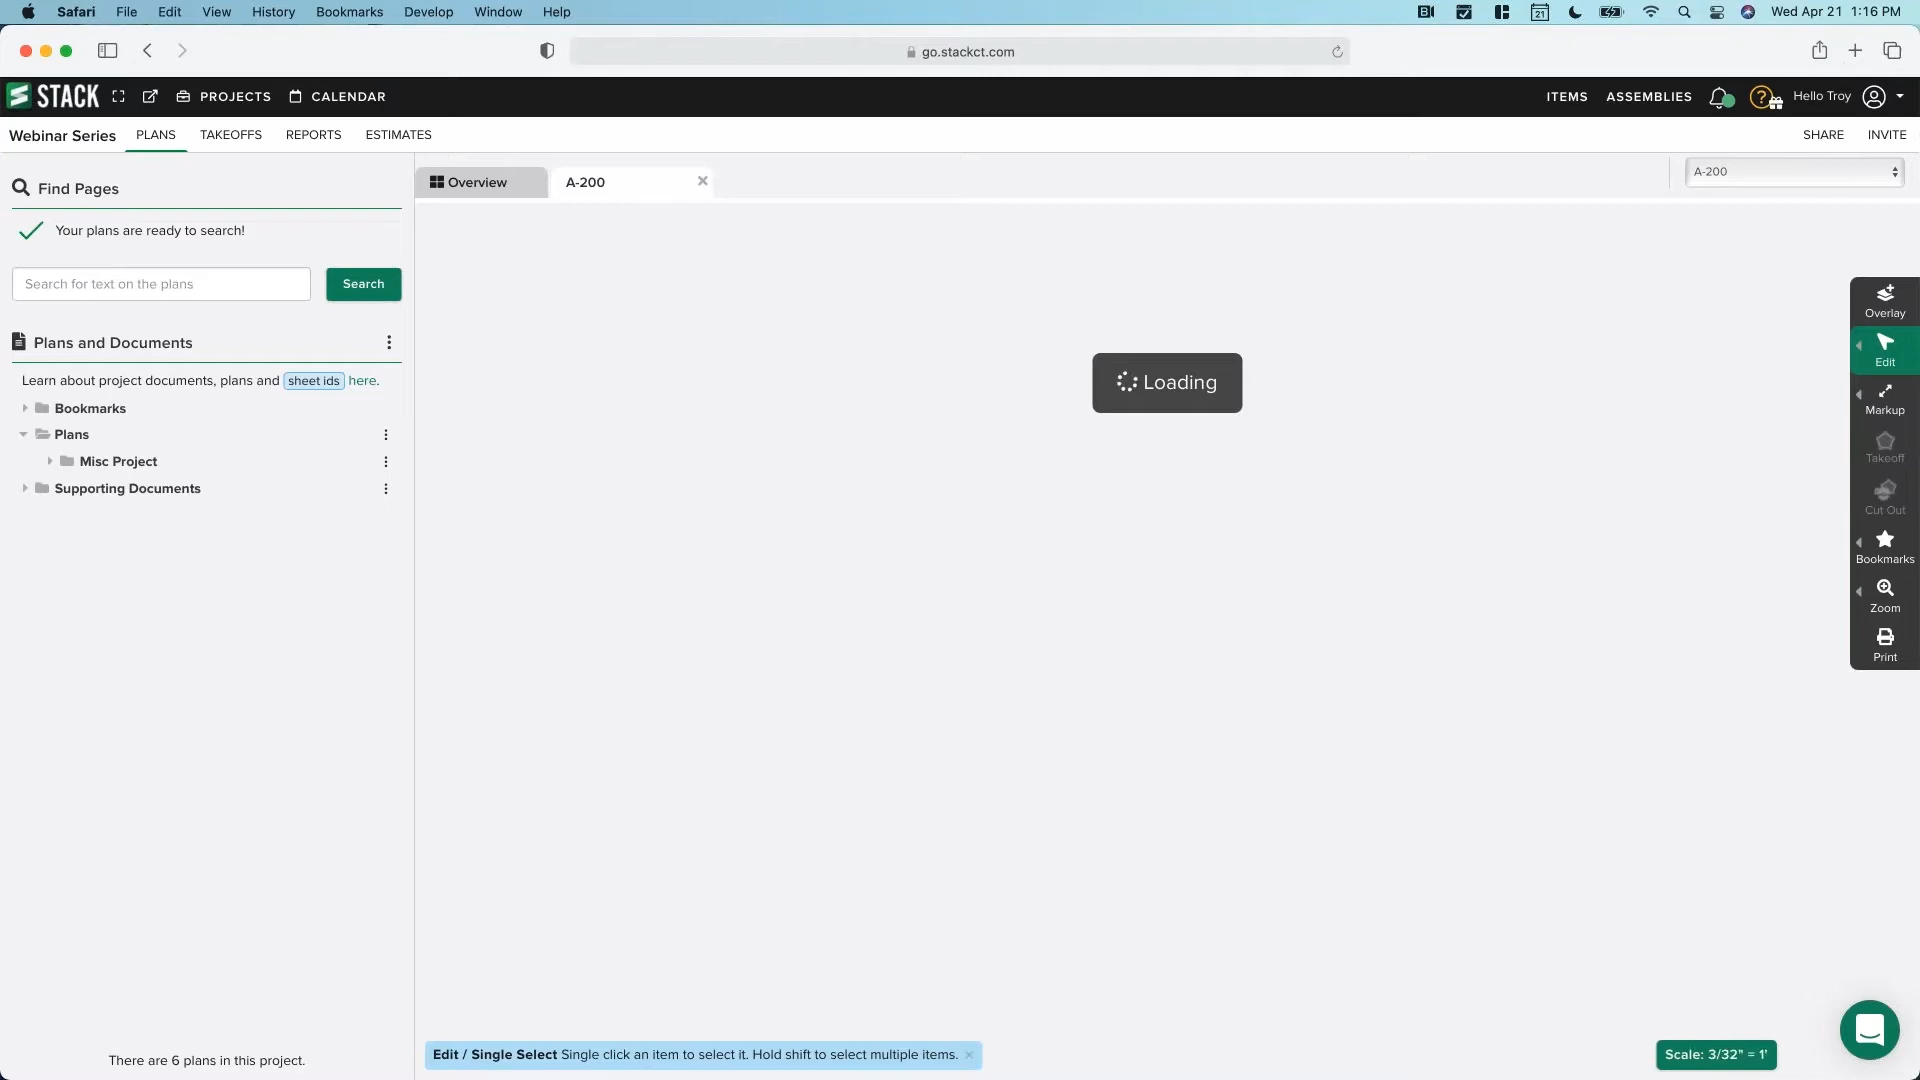 Safari File Edit View History Bookmarks Develop Window Help 21 Wed Apr 21 1:16 PM
go.stackct.com
STACK PROJECTS CALENDAR ITEMS ASSEMBLIES ? Hello Troy
Webinar Series PLANS TAKEOFFS REPORTS ESTIMATES SHARE INVITE
Overview A-200 A-200
Find Pages
Your plans are ready to search!
Search for text on the plans Search
Plans and Documents
Learn about project documents, plans and sheet ids here.
Bookmarks
Plans
Misc Project
Supporting Documents
Loading
Overlay
Edit
Markup
Takeoff
Cut Out
Bookmarks
Zoom
Print
There are 6 plans in this project.
Edit / Single Select Single click an item to select it. Hold shift to select multiple items.
Scale: 3/32" = 1'